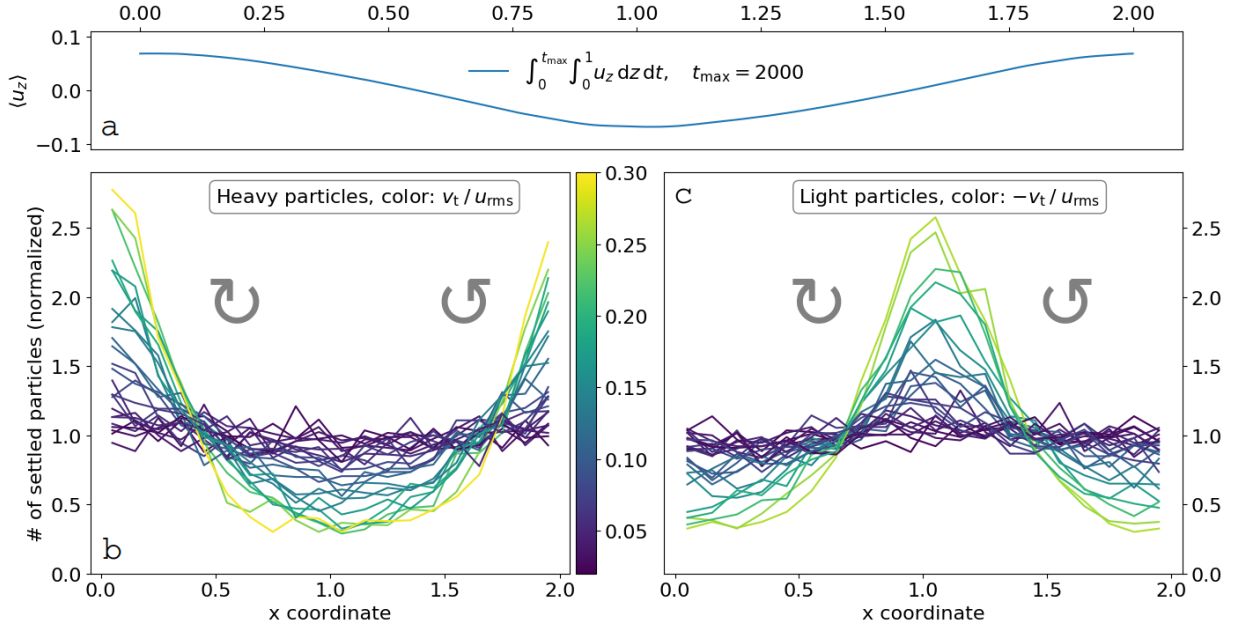 0.00 0.25 0.50 0.75 1.00 1.25 1.50 1.75 2.00
0.1
0.0
−0.1
⟨u_z⟩
∫_0^{t_max} ∫_0^1 u_z dz dt, t_max = 2000
a
Heavy particles, color: v_t / u_rms
2.5
2.0
1.5
1.0
0.5
0.0
# of settled particles (normalized)
b
0.0 0.5 1.0 1.5 2.0
x coordinate
0.30
0.25
0.20
0.15
0.10
0.05
c
Light particles, color: −v_t / u_rms
2.5
2.0
1.5
1.0
0.5
0.0
0.0 0.5 1.0 1.5 2.0
x coordinate